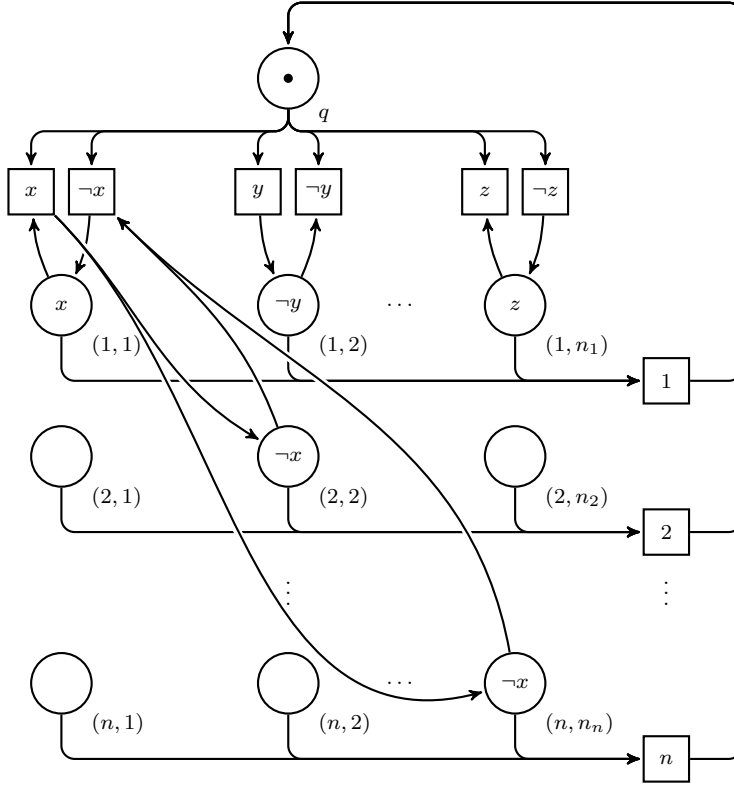 q
x ¬x y ¬y z ¬z
x ¬y … z
(1, 1) (1, 2) (1, n₁)
1
¬x
(2, 1) (2, 2) (2, n₂)
2
⋮ ⋮
… ¬x
(n, 1) (n, 2) (n, nₙ)
n